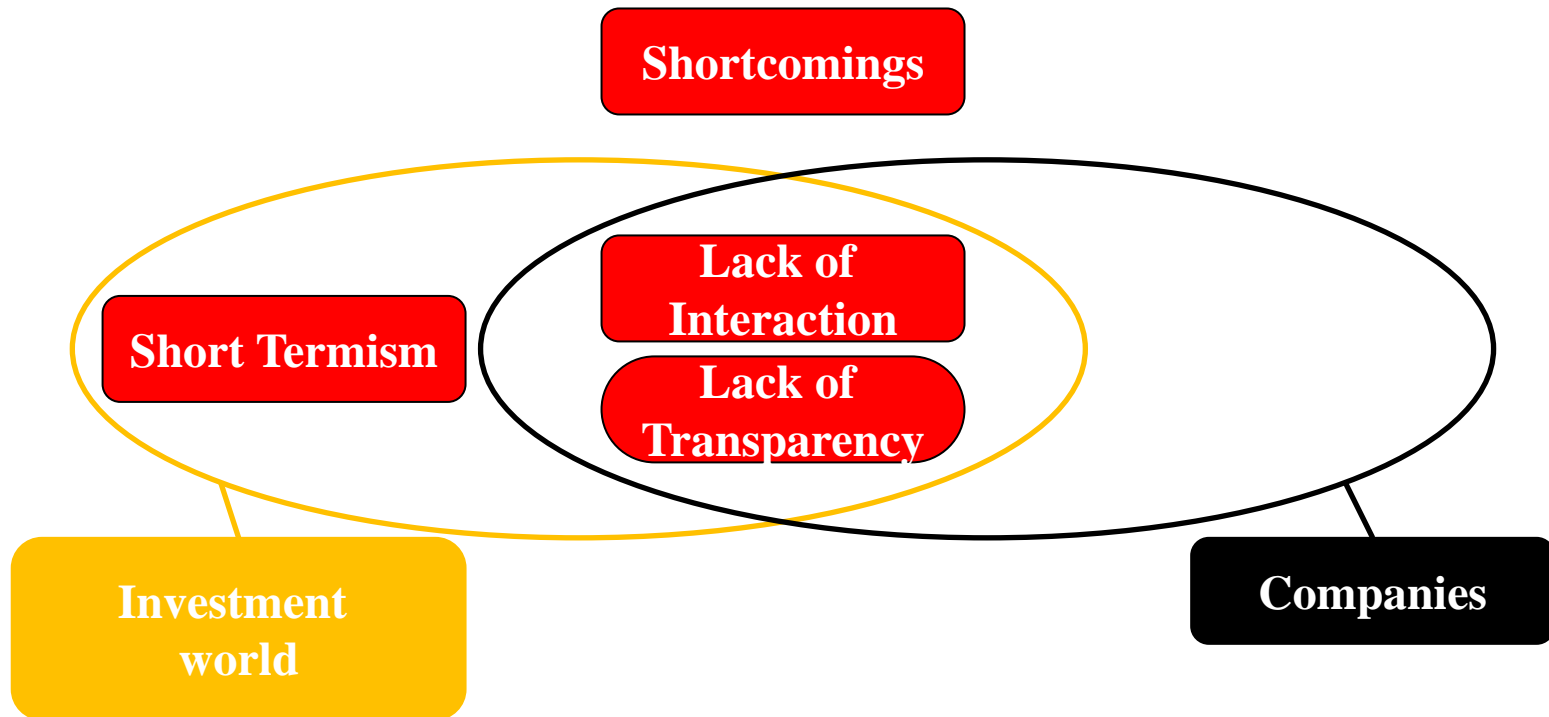 Shortcomings
Lack of
Interaction
Short Termism
Lack of
Transparency
Investment
world
Companies